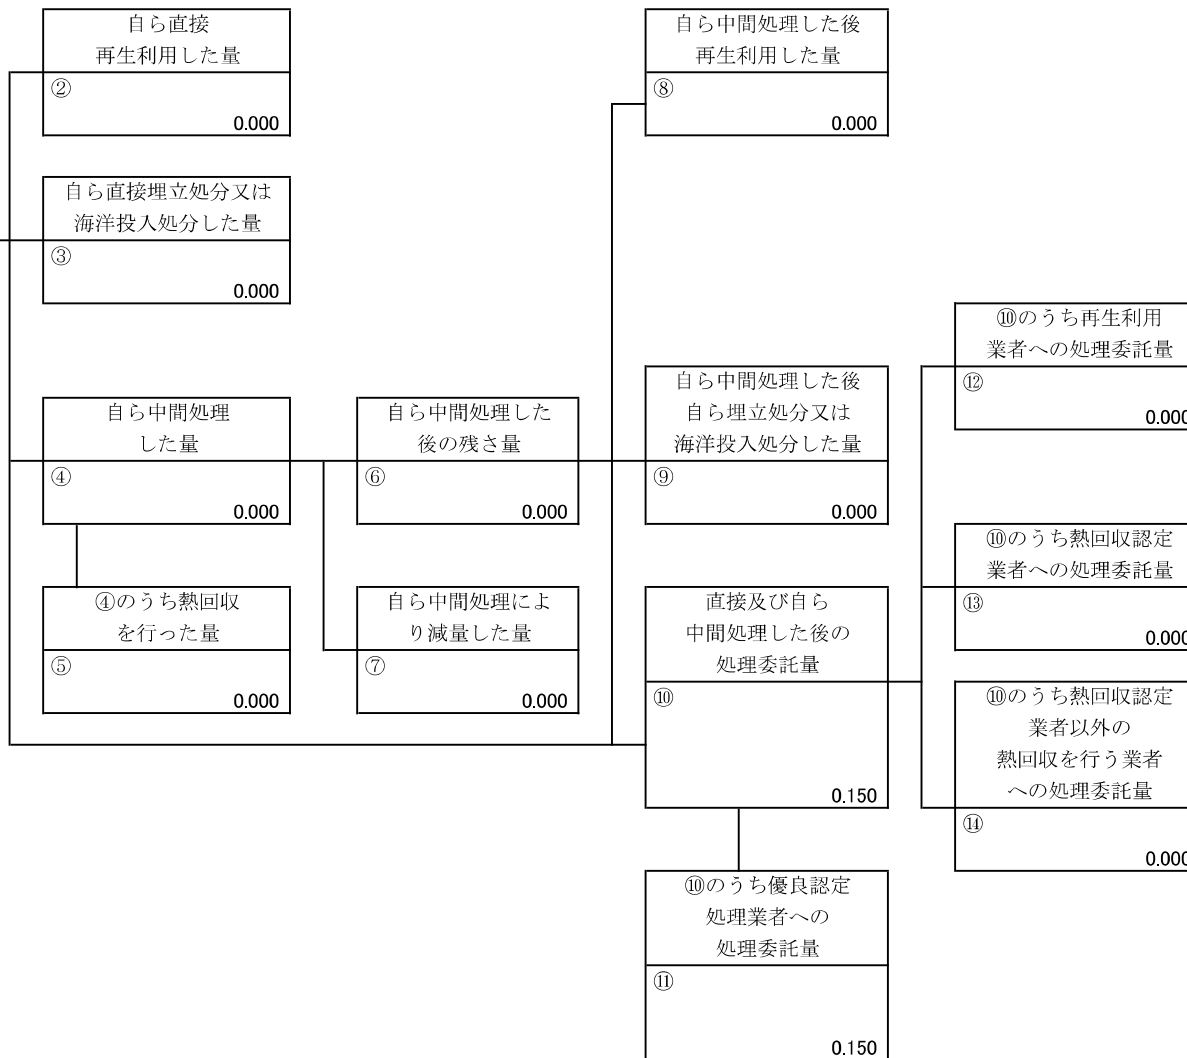 自ら直接
再生利用した量
②
0.000
自ら中間処理した後
再生利用した量
⑧
0.000
自ら直接埋立処分又は
海洋投入処分した量
③
0.000
⑩のうち再生利用
業者への処理委託量
⑫
0.000
自ら中間処理
した量
④
0.000
自ら中間処理した
後の残さ量
⑥
0.000
自ら中間処理した後
自ら埋立処分又は
海洋投入処分した量
⑨
0.000
⑩のうち熱回収認定
業者への処理委託量
⑬
0.000
④のうち熱回収
を行った量
⑤
0.000
自ら中間処理によ
り減量した量
⑦
0.000
直接及び自ら
中間処理した後の
処理委託量
⑩
0.150
⑩のうち熱回収認定
業者以外の
熱回収を行う業者
への処理委託量
⑭
0.000
⑩のうち優良認定
処理業者への
処理委託量
⑪
0.150